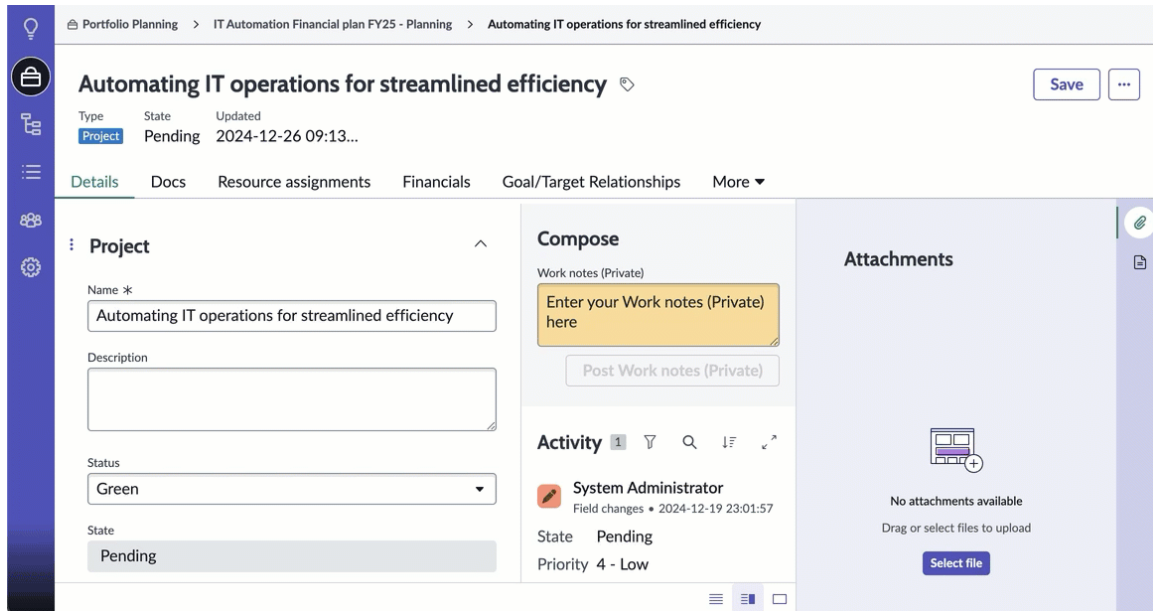 Portfolio Planning > IT Automation Financial plan FY25 - Planning > Automating IT operations for streamlined efficiency
Automating IT operations for streamlined efficiency
Save
...
Type State Updated
Project Pending 2024-12-26 09:13...
Details Docs Resource assignments Financials Goal/Target Relationships More
Project
Name *
Automating IT operations for streamlined efficiency
Description
Status
Green
State
Pending
Compose
Work notes (Private)
Enter your Work notes (Private)
here
Post Work notes (Private)
Activity 1
System Administrator
Field changes • 2024-12-19 23:01:57
State Pending
Priority 4 - Low
Attachments
No attachments available
Drag or select files to upload
Select file